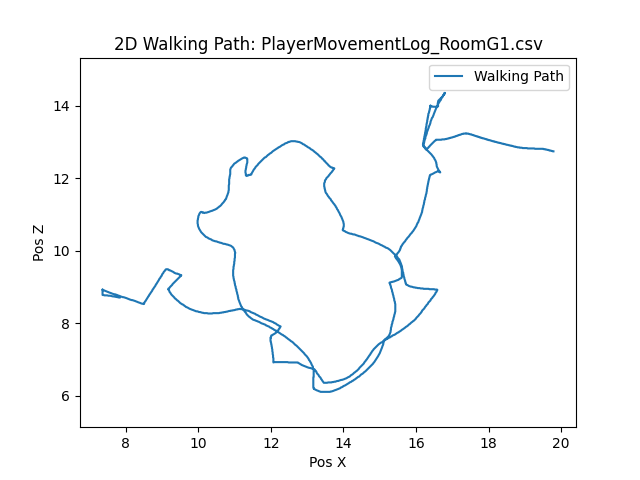 2D Walking Path: PlayerMovementLog_RoomG1.csv
Walking Path
Pos Z
14
12
10
8
6
8 10 12 14 16 18 20
Pos X